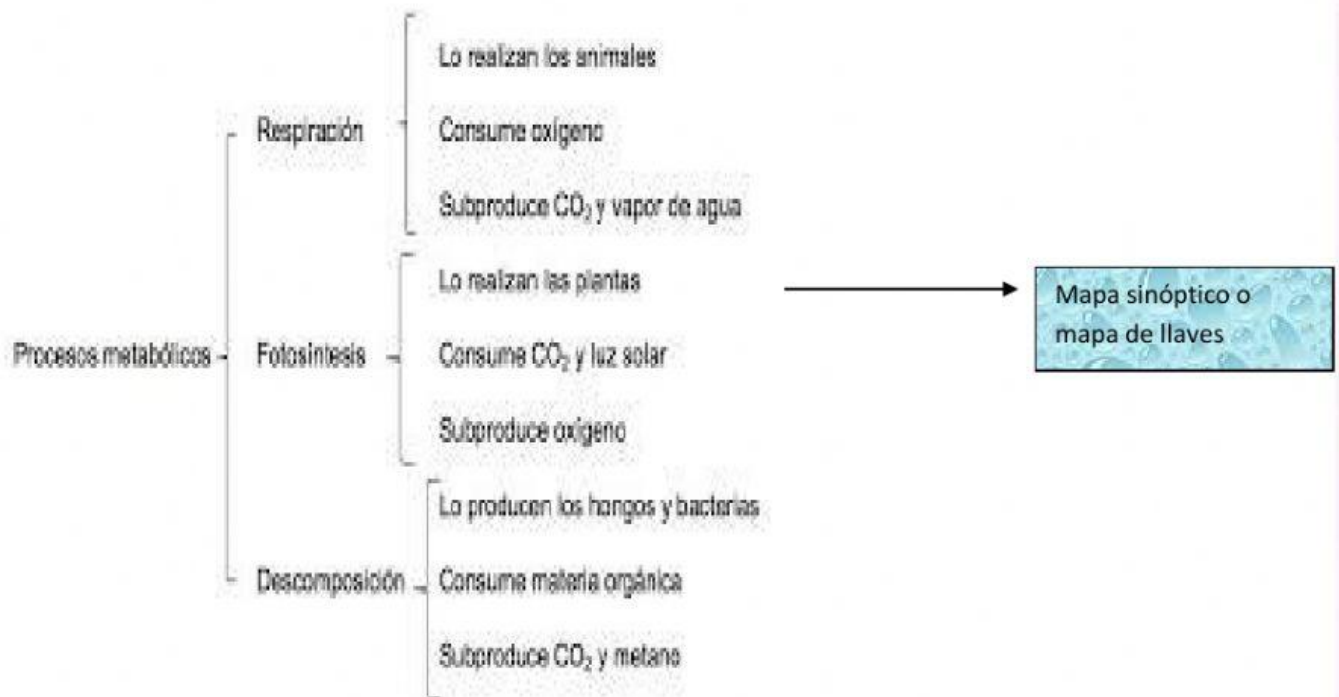 Lo realizan los animales
Respiración
Consume oxígeno
Subproduce CO₂ y vapor de agua
Lo realizan las plantas
Mapa sinóptico o
mapa de llaves
Procesos metabólicos
Fotosíntesis
Consume CO₂ y luz solar
Subproduce oxígeno
Lo producen los hongos y bacterias
Descomposición
Consume materia orgánica
Subproduce CO₂ y metano